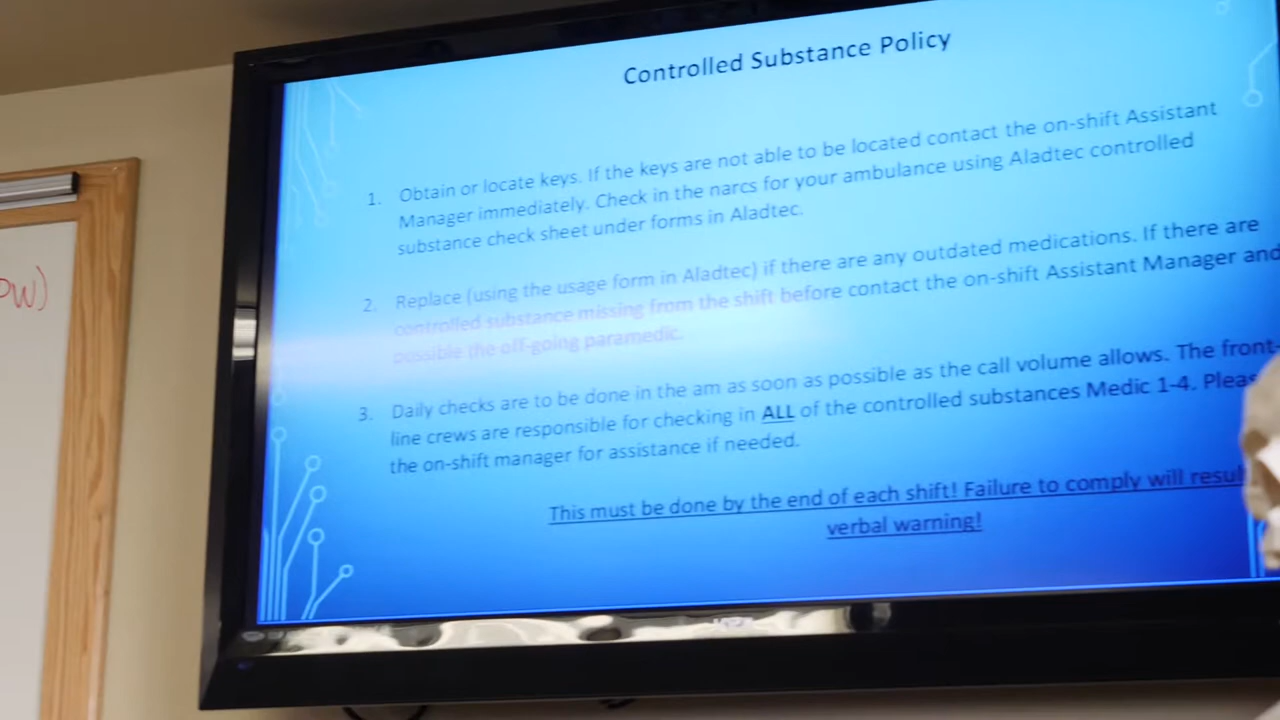 PW)
Controlled Substance Policy
1. Obtain or locate keys. If the keys are not able to be located contact the on-shift Assistant
Manager immediately. Check in the narcs for your ambulance using Aladtec controlled
substance check sheet under forms in Aladtec.
2. Replace (using the usage form in Aladtec) if there are any outdated medications. If there are
controlled substance missing from the shift before contact the on-shift Assistant Manager and
possible the off-going paramedic.
3. Daily checks are to be done in the am as soon as possible as the call volume allows. The front-
line crews are responsible for checking in ALL of the controlled substances Medic 1-4.
the on-shift manager for assistance if needed.
This must be done by the end of each shift! Failure to comply will
verbal warning!